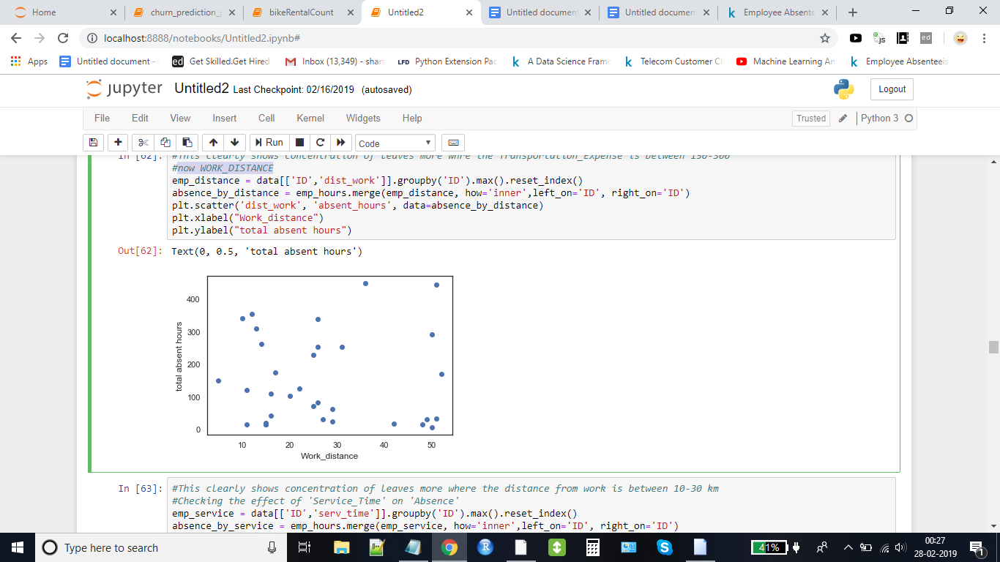 Home
churn_prediction_
bikeRentalCount
Untitled2
Untitled documen
Untitled documen
Employee Absente
localhost:8888/notebooks/Untitled2.ipynb#
Apps
Untitled document -
Get Skilled.Get Hired
Inbox (13,349) - shars
Python Extension Pac
A Data Science Frame
Telecom Customer C
Machine Learning An
Employee Absenteeis
jupyter Untitled2 Last Checkpoint: 02/16/2019 (autosaved)
Logout
File Edit View Insert Cell Kernel Widgets Help
Trusted
Python 3
Run
Code
In [62]: #This clearly shows concentration of leaves more whre the Transportation_Expense is between 150-300
#now WORK_DISTANCE
emp_distance = data[['ID','dist_work']].groupby('ID').max().reset_index()
absence_by_distance = emp_hours.merge(emp_distance, how='inner',left_on='ID', right_on='ID')
plt.scatter('dist_work', 'absent_hours', data=absence_by_distance)
plt.xlabel("Work_distance")
plt.ylabel("total absent hours")
Out[62]: Text(0, 0.5, 'total absent hours')
400
300
200
100
0
total absent hours
10 20 30 40 50
Work_distance
In [63]: #This clearly shows concentration of leaves more where the distance from work is between 10-30 km
#Checking the effect of 'Service_Time' on 'Absence'
emp_service = data[['ID','serv_time']].groupby('ID').max().reset_index()
absence_by_service = emp_hours.merge(emp_service, how='inner',left_on='ID', right_on='ID')
Type here to search
41%
00:27
28-02-2019